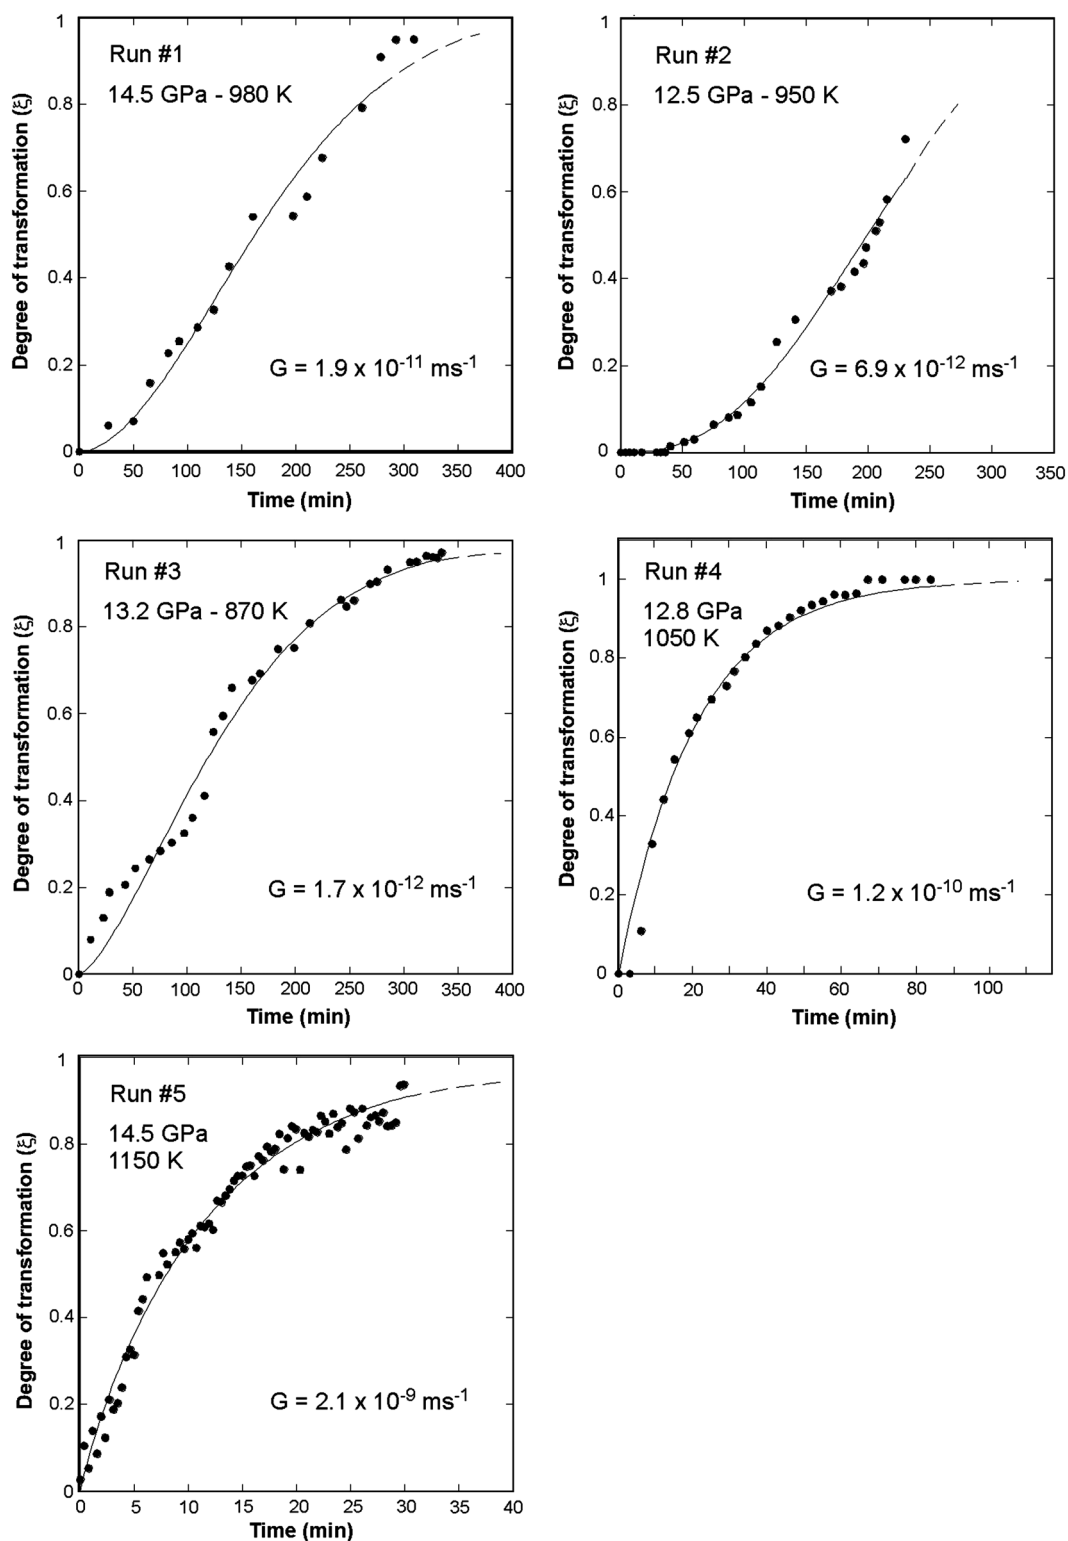 Run #1
14.5 GPa - 980 K
G = 1.9 x 10⁻¹¹ ms⁻¹
Degree of transformation (ξ)
1
0.8
0.6
0.4
0.2
0
0 50 100 150 200 250 300 350 400
Time (min)
Run #2
12.5 GPa - 950 K
G = 6.9 x 10⁻¹² ms⁻¹
Degree of transformation (ξ)
1
0.8
0.6
0.4
0.2
0
0 50 100 150 200 250 300 350
Time (min)
Run #3
13.2 GPa - 870 K
G = 1.7 x 10⁻¹² ms⁻¹
Degree of transformation (ξ)
1
0.8
0.6
0.4
0.2
0
0 50 100 150 200 250 300 350 400
Time (min)
Run #4
12.8 GPa
1050 K
G = 1.2 x 10⁻¹⁰ ms⁻¹
Degree of transformation (ξ)
1
0.8
0.6
0.4
0.2
0
0 20 40 60 80 100
Time (min)
Run #5
14.5 GPa
1150 K
G = 2.1 x 10⁻⁹ ms⁻¹
Degree of transformation (ξ)
1
0.8
0.6
0.4
0.2
0
0 5 10 15 20 25 30 35 40
Time (min)